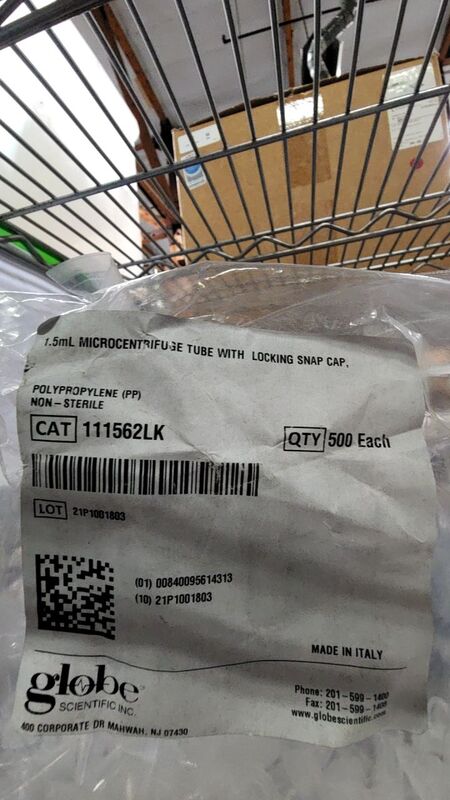 1.5mL MICROCENTRIFUGE TUBE WITH LOCKING SNAP CAP,
POLYPROPYLENE (PP)
NON-STERILE
CAT 111562LK
QTY 500 Each
LOT 21P1001803
(01) 00840095614313
(10) 21P1001803
MADE IN ITALY
globe
SCIENTIFIC INC.
400 CORPORATE DR MAHWAH, NJ 07430
Phone: 201-599-1400
Fax: 201-599-1406
www.globescientific.com